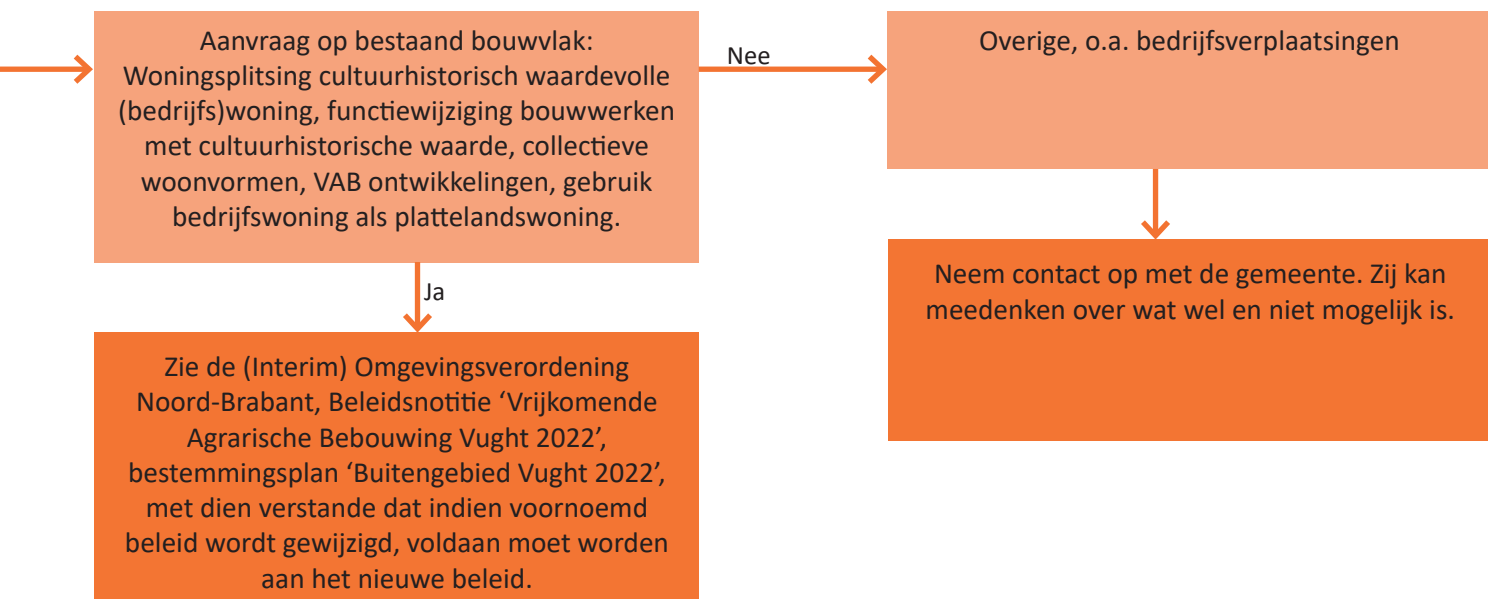 Aanvraag op bestaand bouwvlak:
Woningsplitsing cultuurhistorisch waardevolle
(bedrijfs)woning, functiewijziging bouwwerken
met cultuurhistorische waarde, collectieve
woonvormen, VAB ontwikkelingen, gebruik
bedrijfswoning als plattelandswoning.
Nee
Overige, o.a. bedrijfsverplaatsingen
Ja
Zie de (Interim) Omgevingsverordening
Noord-Brabant, Beleidsnotitie ‘Vrijkomende
Agrarische Bebouwing Vught 2022’,
bestemmingsplan ‘Buitengebied Vught 2022’,
met dien verstande dat indien voornoemd
beleid wordt gewijzigd, voldaan moet worden
aan het nieuwe beleid.
Neem contact op met de gemeente. Zij kan
meedenken over wat wel en niet mogelijk is.